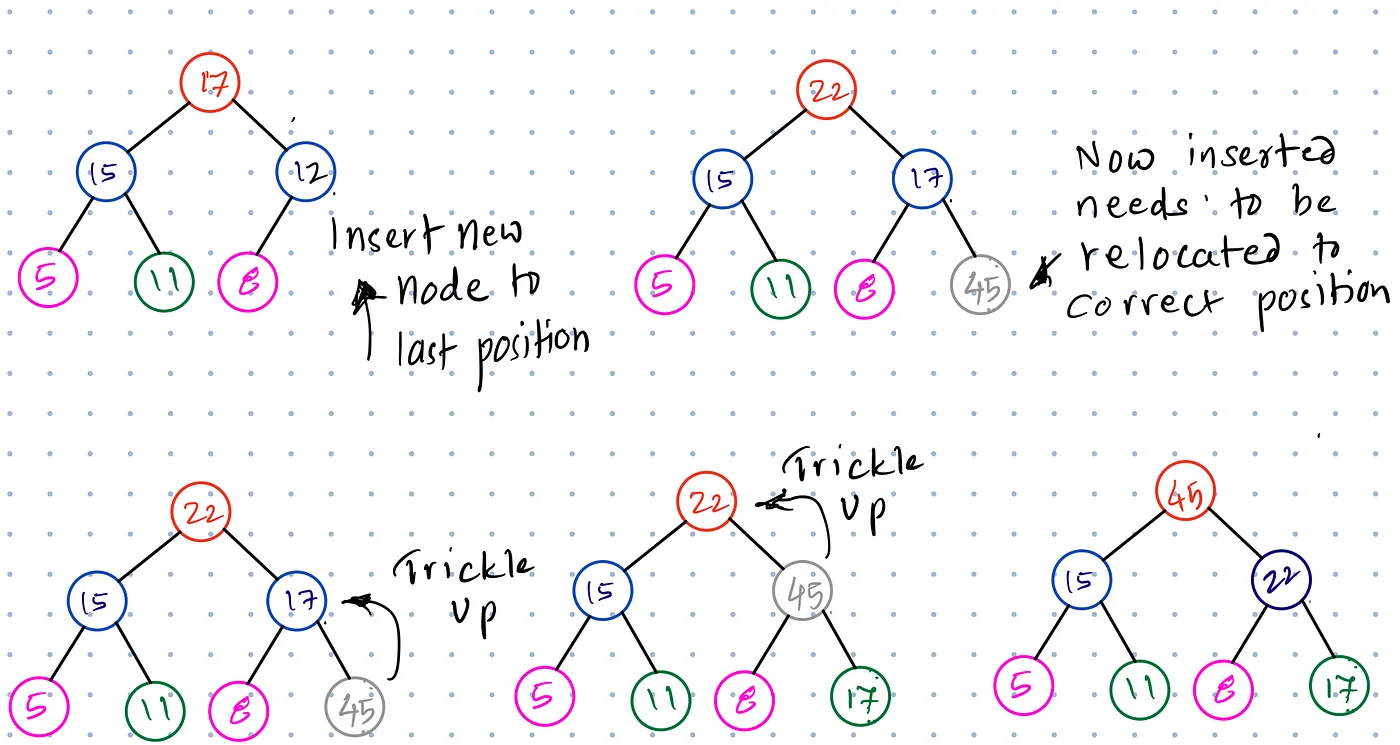 17
15 12
5 11 8
Insert new
node to
last position
22
15 17
5 11 8 45
Now inserted
needs to be
relocated to
correct position
22
15 17
5 11 8 45
Trickle
up
22
15 45
5 11 8 17
Trickle
up
45
15 22
5 11 8 17